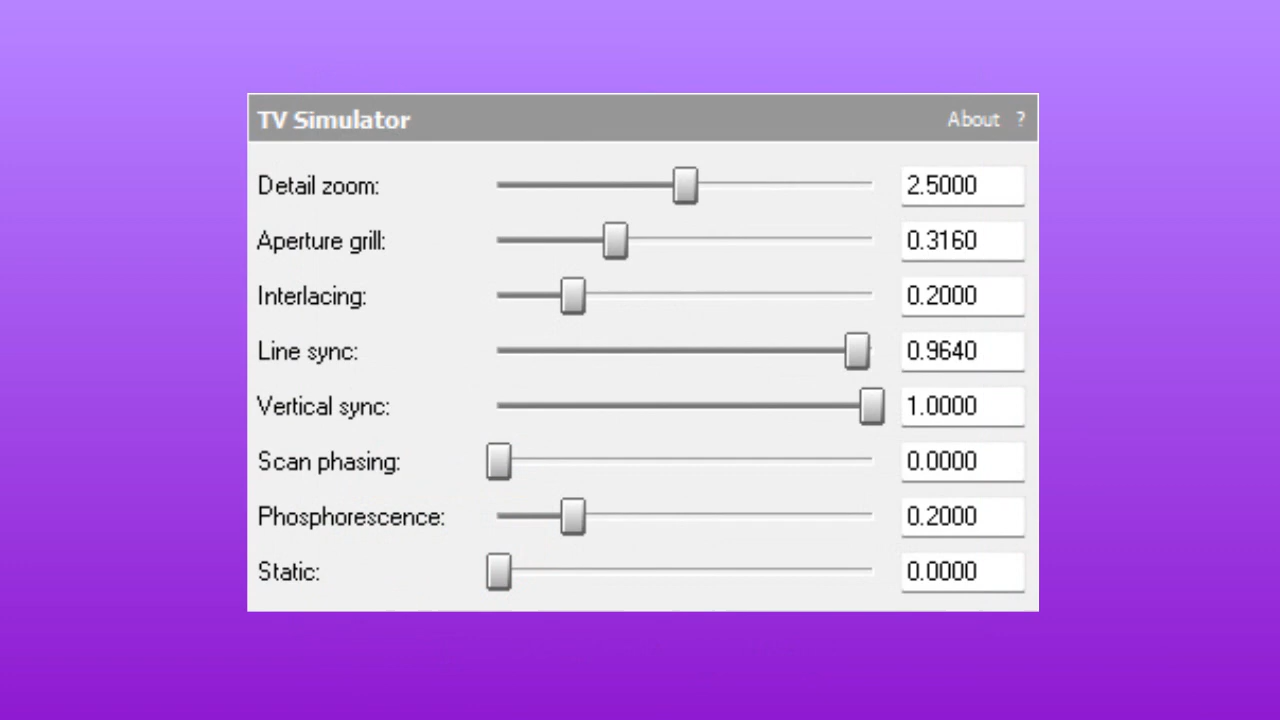 TV Simulator About ?
Detail zoom: 2.5000
Aperture grill: 0.3160
Interlacing: 0.2000
Line sync: 0.9640
Vertical sync: 1.0000
Scan phasing: 0.0000
Phosphorescence: 0.2000
Static: 0.0000